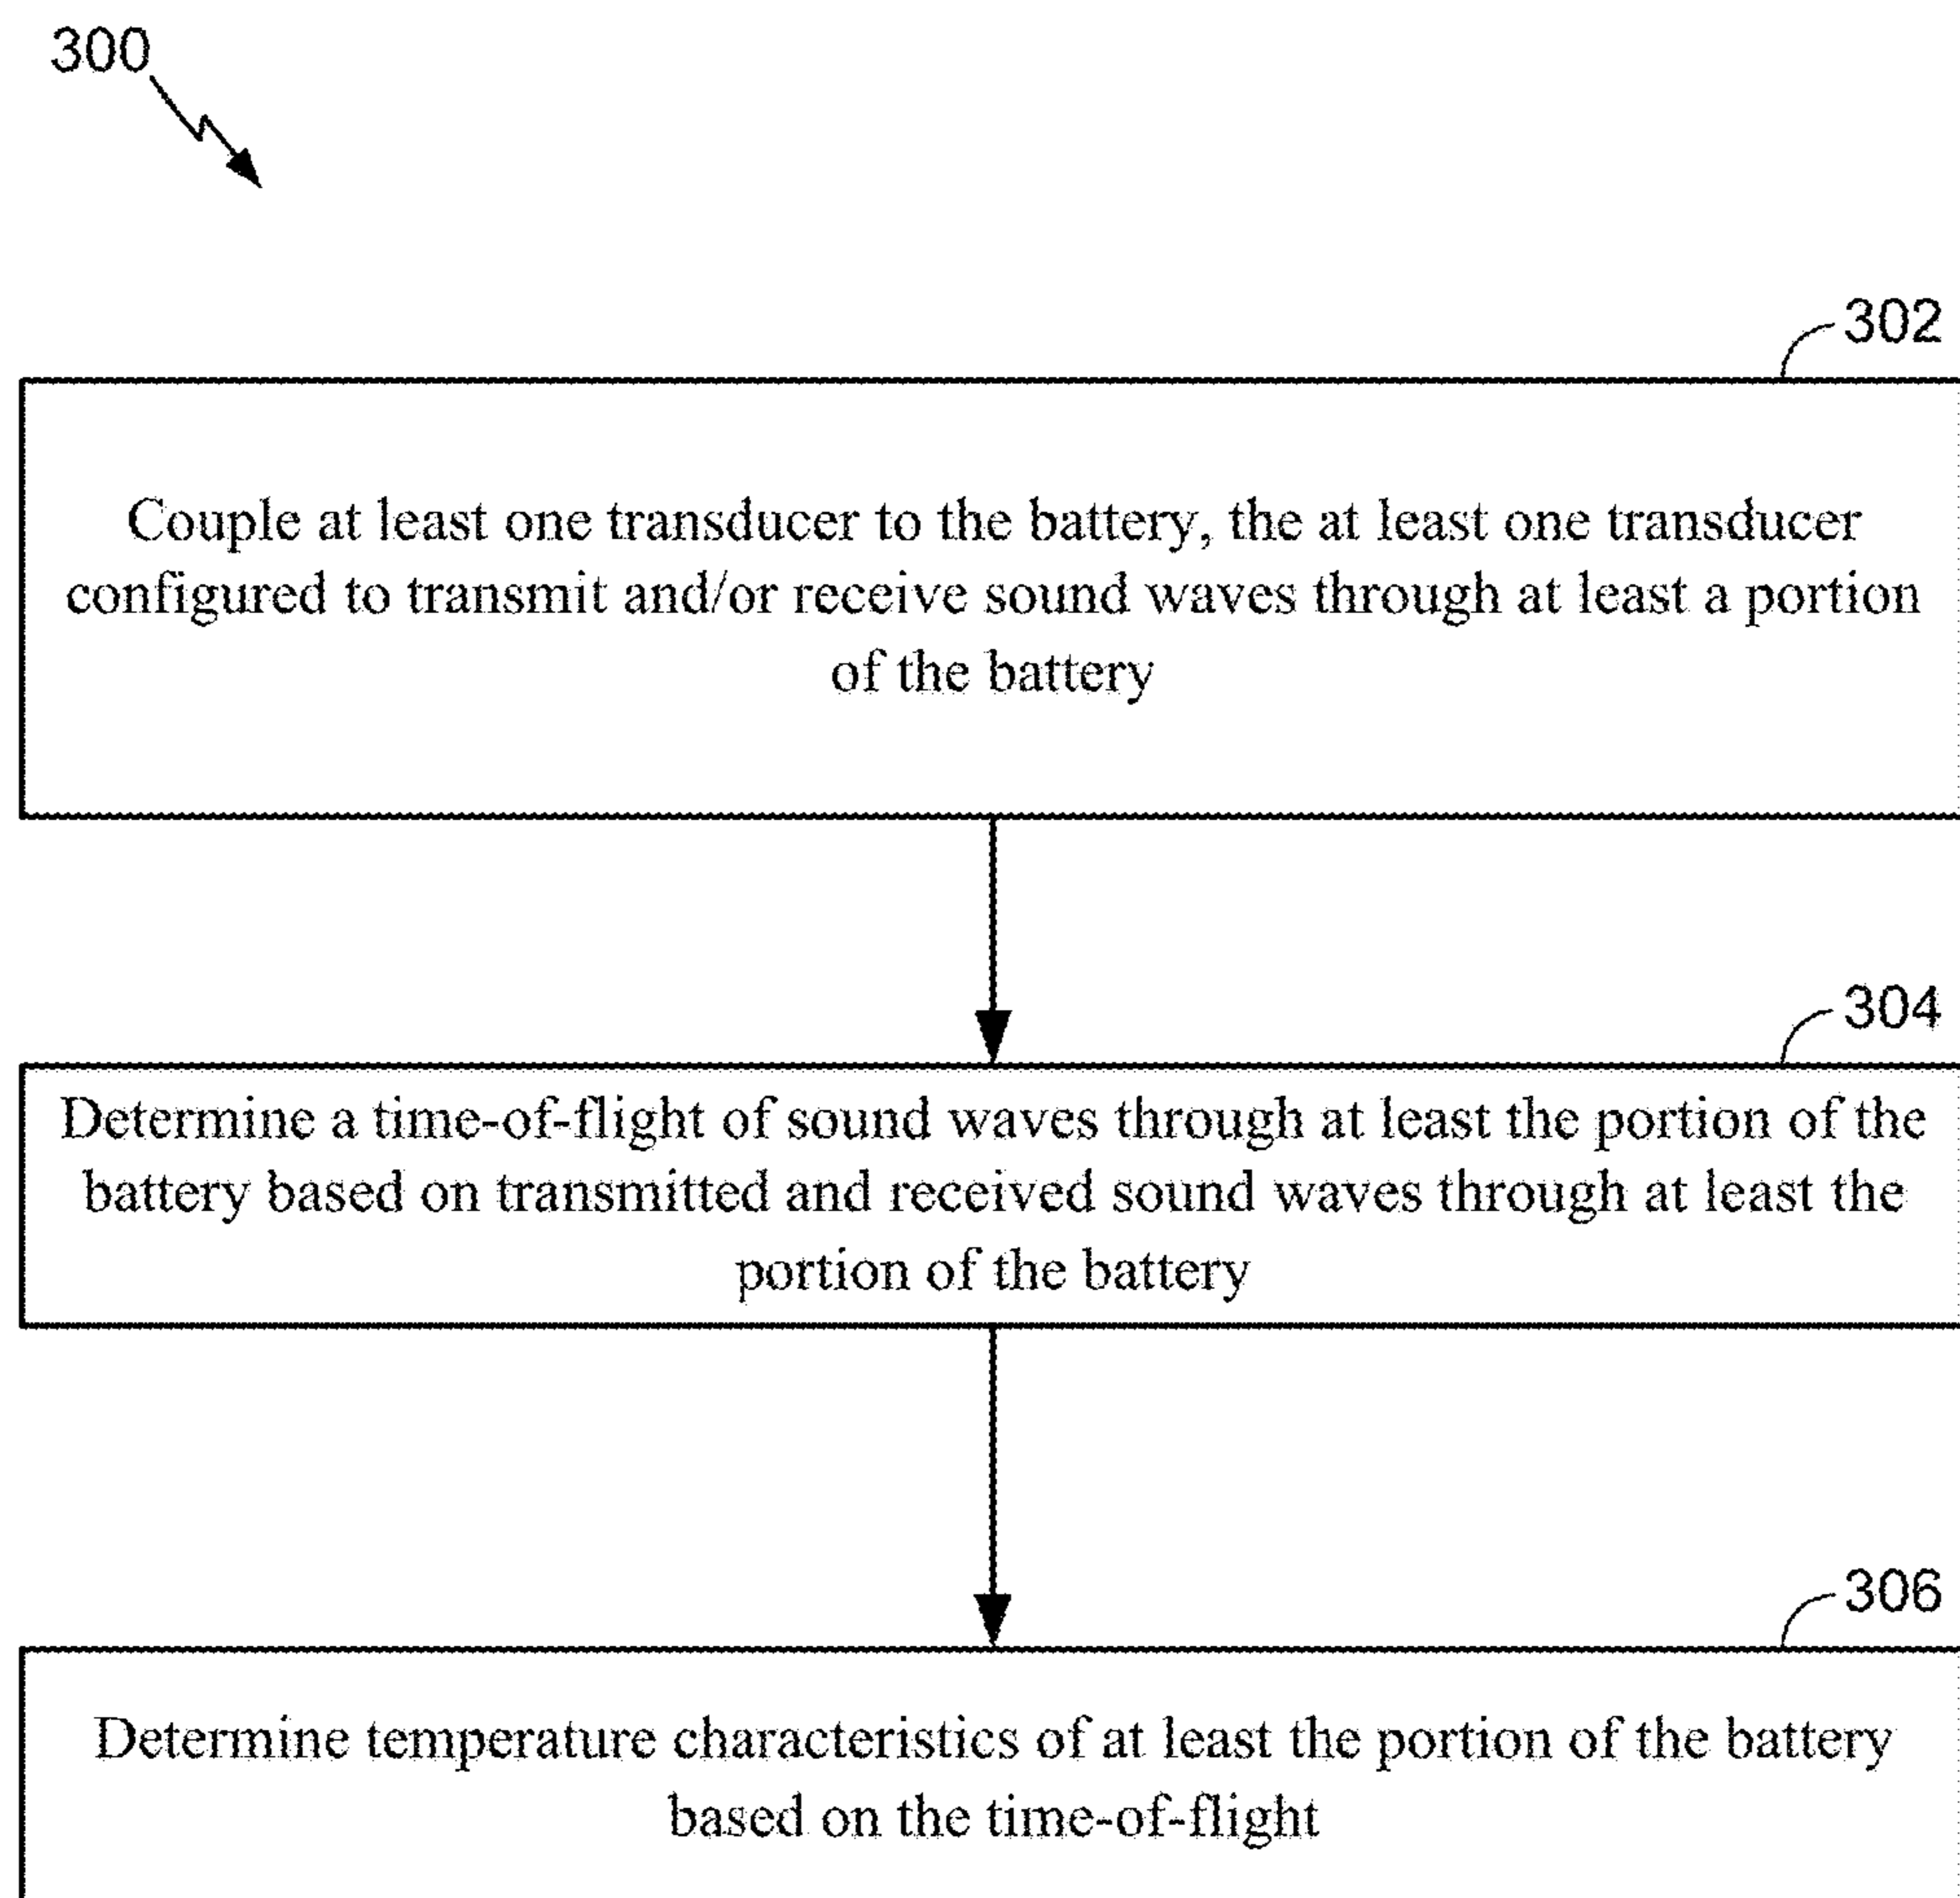 300
302
Couple at least one transducer to the battery, the at least one transducer
configured to transmit and/or receive sound waves through at least a portion
of the battery
304
Determine a time-of-flight of sound waves through at least the portion of the
battery based on transmitted and received sound waves through at least the
portion of the battery
306
Determine temperature characteristics of at least the portion of the battery
based on the time-of-flight